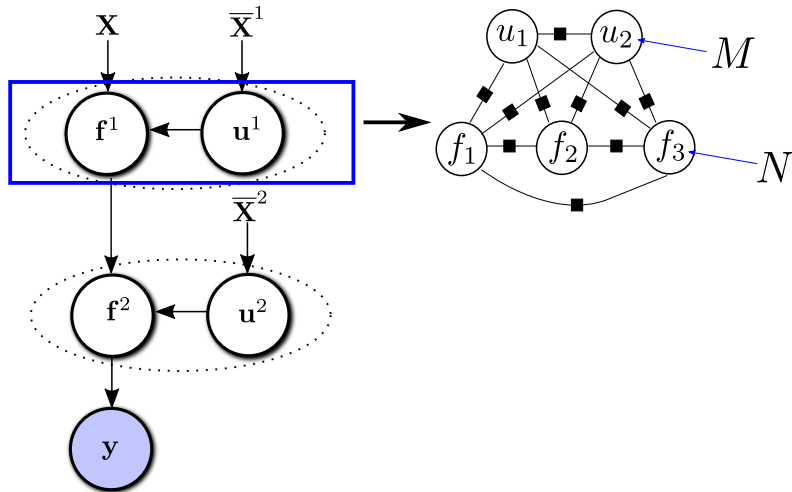 X X̅¹
f¹ u¹
u₁ u₂ M
f₁ f₂ f₃ N
X̅²
f² u²
y